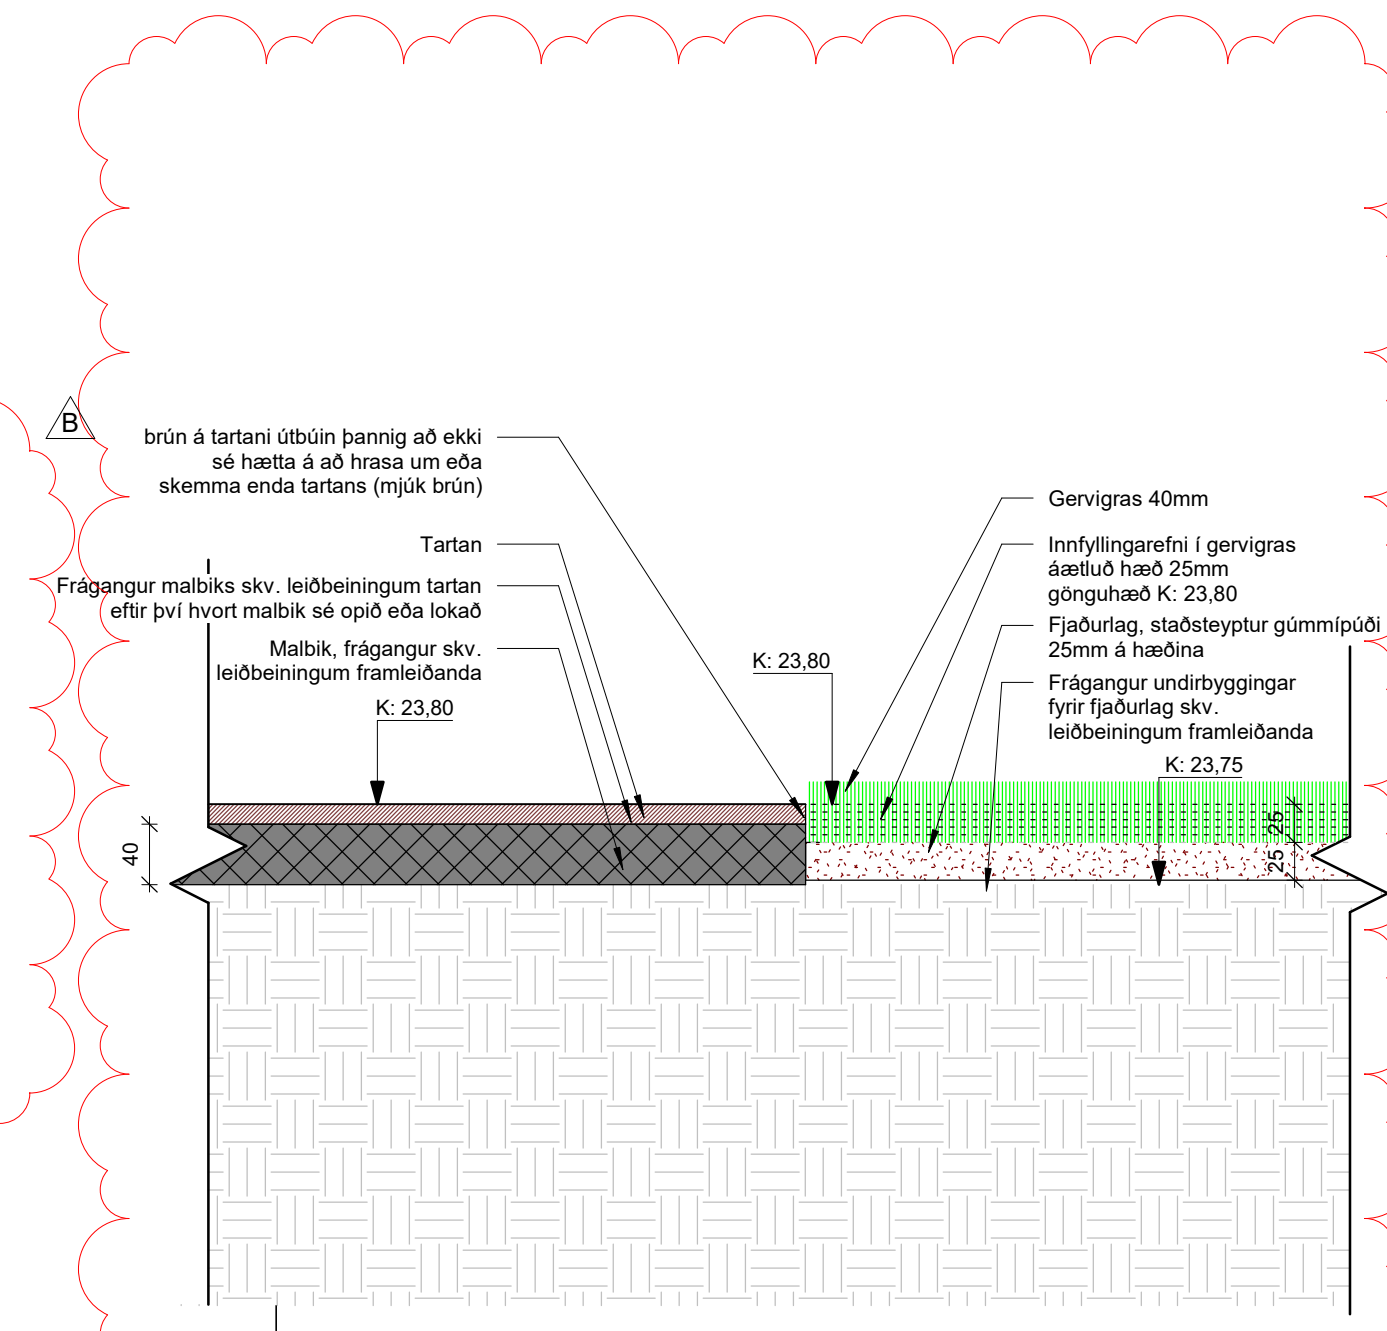 B
brún á tartani útbúin þannig að ekki
sé hætta á að hrasa um eða
skemma enda tartans (mjúk brún)
Tartan
Frágangur malbiks skv. leiðbeiningum tartan
eftir því hvort malbik sé opið eða lokað
Malbik, frágangur skv.
leiðbeiningum framleiðanda
K: 23,80
K: 23,80
Gervigras 40mm
Innfyllingarefni í gervigras
áætluð hæð 25mm
gönguhæð K: 23,80
Fjaðurlag, staðsteyptur gúmmípúði
25mm á hæðina
Frágangur undirbyggingar
fyrir fjaðurlag skv.
leiðbeiningum framleiðanda
K: 23,75
40
25
25